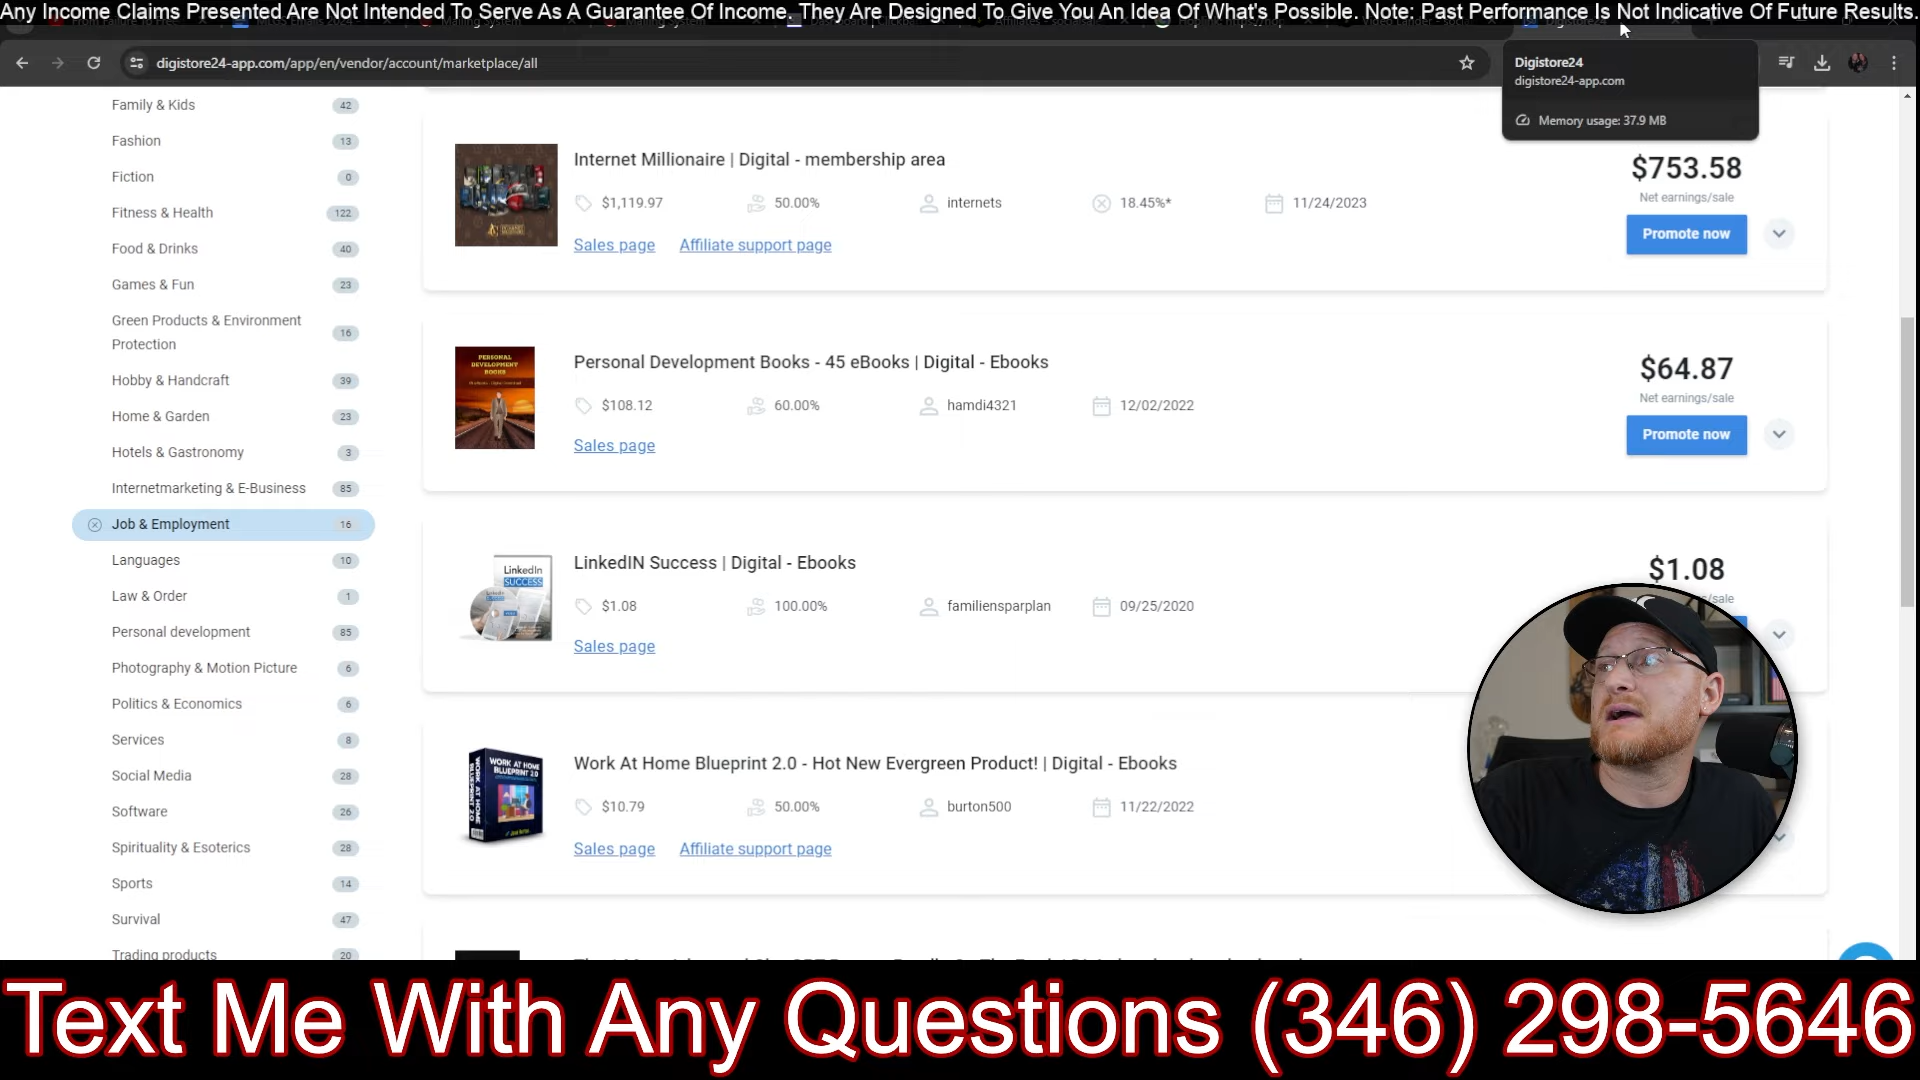 Any Income Claims Presented Are Not Intended To Serve As A Guarantee Of Income. They Are Designed To Give You An Idea Of What's Possible. Note: Past Performance Is Not Indicative Of Future Results.
digistore24-app.com/app/en/vendor/account/marketplace/all
Digistore24
digistore24-app.com
Memory usage: 37.9 MB
Family & Kids 42
Fashion 13
Fiction 0
Fitness & Health 122
Food & Drinks 40
Games & Fun 23
Green Products & Environment
Protection 16
Hobby & Handcraft 39
Home & Garden 23
Hotels & Gastronomy 3
Internetmarketing & E-Business 85
Job & Employment 16
Languages 10
Law & Order 1
Personal development 85
Photography & Motion Picture 6
Politics & Economics 6
Services 8
Social Media 28
Software 26
Spirituality & Esoterics 28
Sports 14
Survival 47
Trading products 20
Internet Millionaire | Digital - membership area
$1,119.97 50.00% internets 18.45%* 11/24/2023
Sales page Affiliate support page
$753.58
Net earnings/sale
Promote now
PERSONAL
DEVELOPMENT
BOOKS
Personal Development Books - 45 eBooks | Digital - Ebooks
$108.12 60.00% hamdi4321 12/02/2022
Sales page
$64.87
Net earnings/sale
Promote now
LinkedIn
SUCCESS
LinkedIN Success | Digital - Ebooks
$1.08 100.00% familiensparplan 09/25/2020
Sales page
$1.08
/sale
WORK AT HOME
BLUEPRINT 2.0
Work At Home Blueprint 2.0 - Hot New Evergreen Product! | Digital - Ebooks
$10.79 50.00% burton500 11/22/2022
Sales page Affiliate support page
Text Me With Any Questions (346) 298-5646